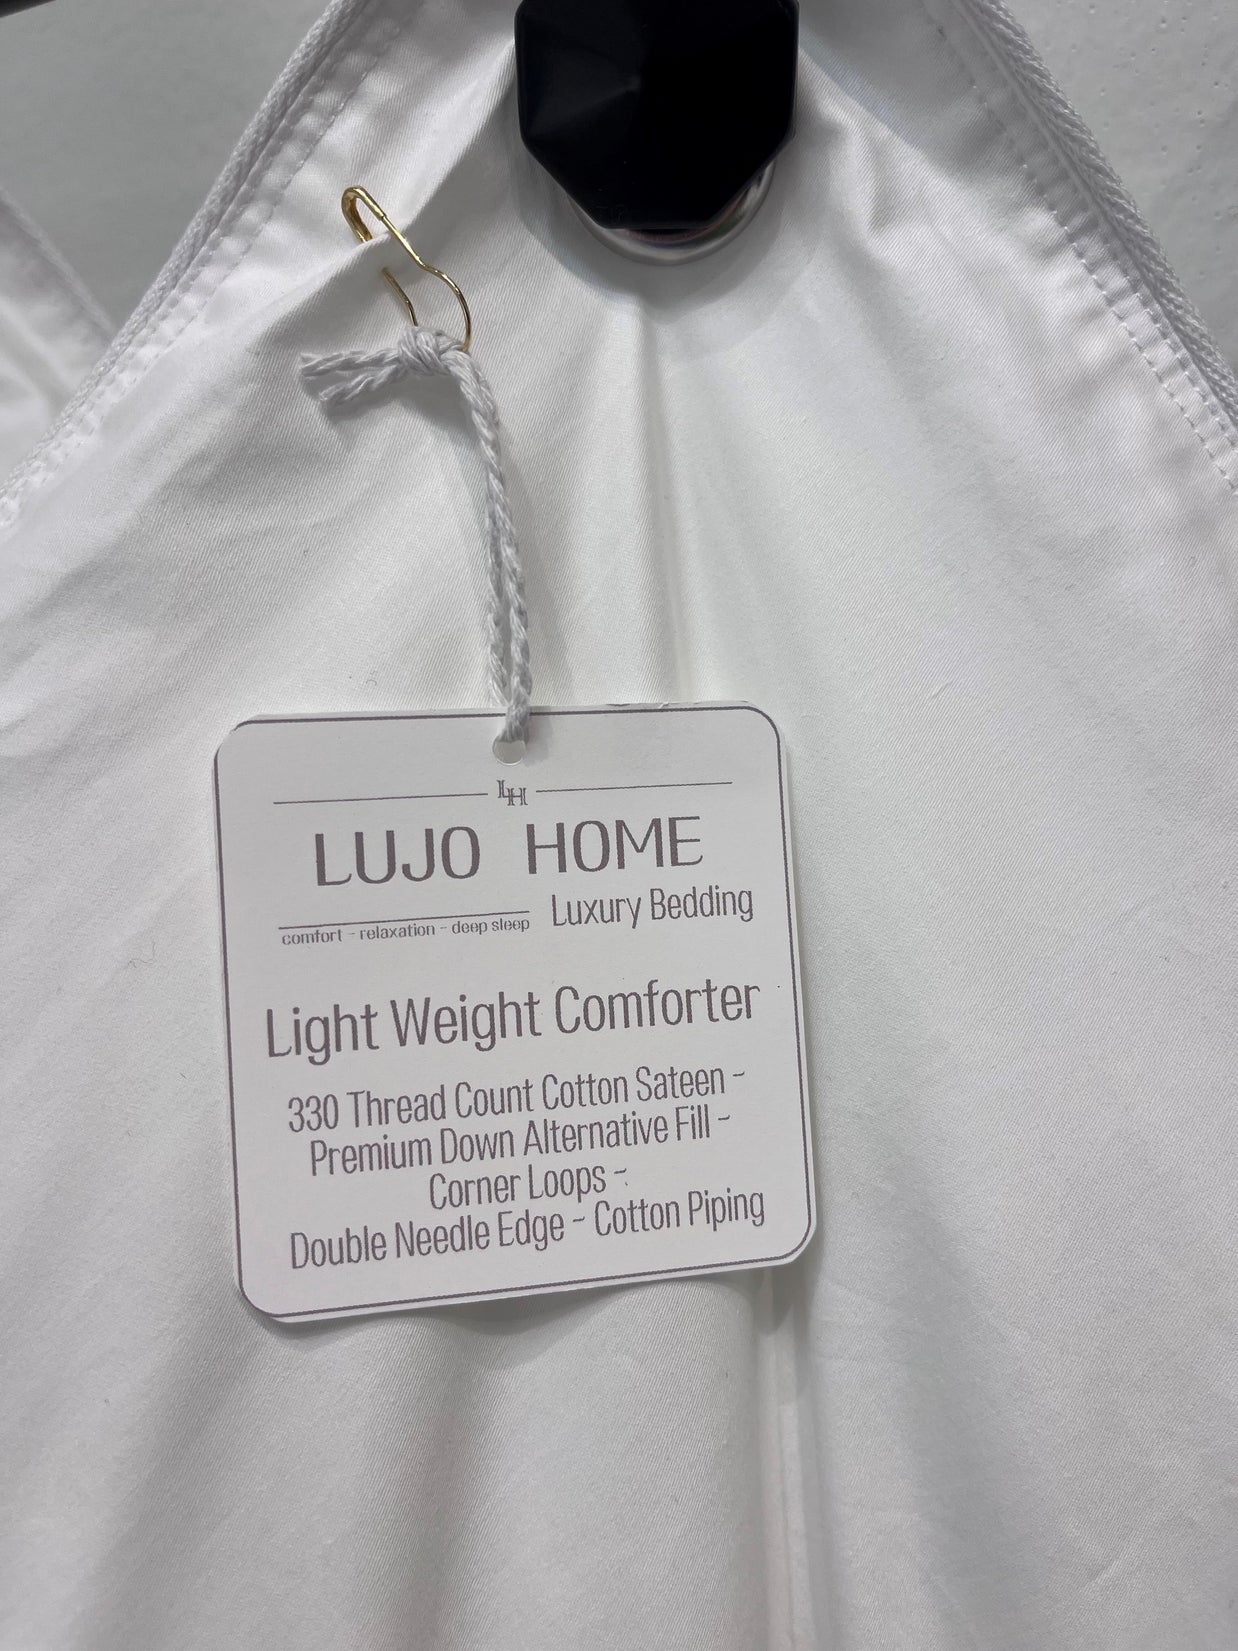 LH
LUJO HOME
Luxury Bedding
comfort - relaxation - deep sleep
Light Weight Comforter
330 Thread Count Cotton Sateen ~
Premium Down Alternative Fill ~
Corner Loops ~
Double Needle Edge ~ Cotton Piping